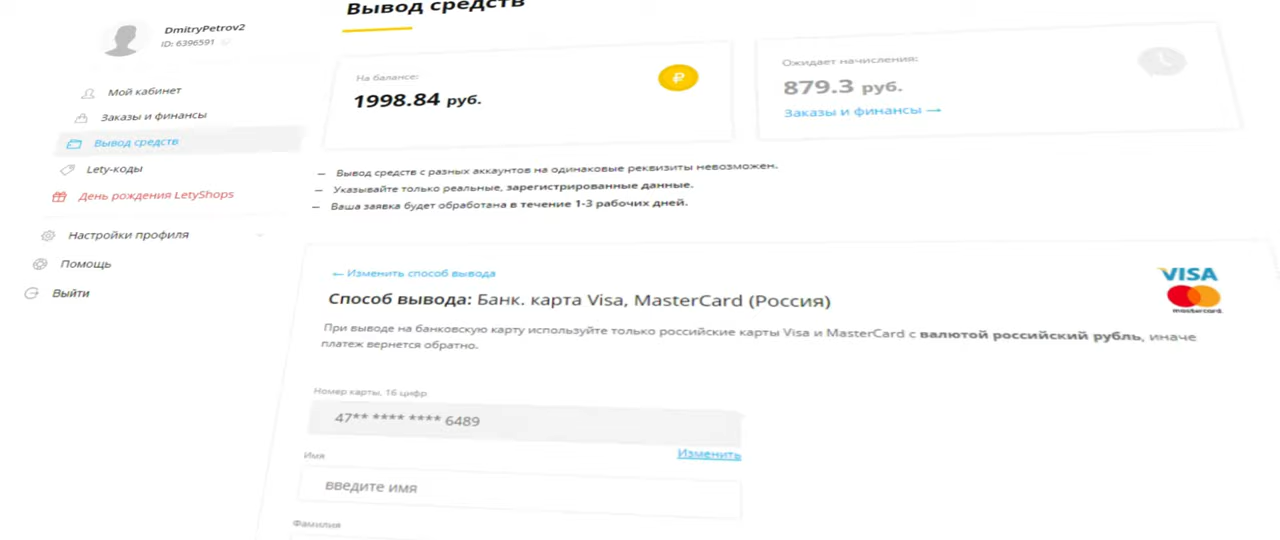 Вывод средств
DmitryPetrov2
ID: 6396591
Мой кабинет
Заказы и финансы
Вывод средств
Lety-коды
День рождения LetyShops
Настройки профиля
Помощь
Выйти
На балансе:
₽
1998.84 руб.
Ожидает начисления:
879.3 руб.
Заказы и финансы →
— Вывод средств с разных аккаунтов на одинаковые реквизиты невозможен.
— Указывайте только реальные, зарегистрированные данные.
— Ваша заявка будет обработана в течение 1-3 рабочих дней.
← Изменить способ вывода
VISA
mastercard.
Способ вывода: Банк. карта Visa, MasterCard (Россия)
При выводе на банковскую карту используйте только российские карты Visa и MasterCard с валютой российский рубль, иначе
платеж вернется обратно.
Номер карты, 16 цифр
47** **** **** 6489
Изменить
Имя
введите имя
Фамилия